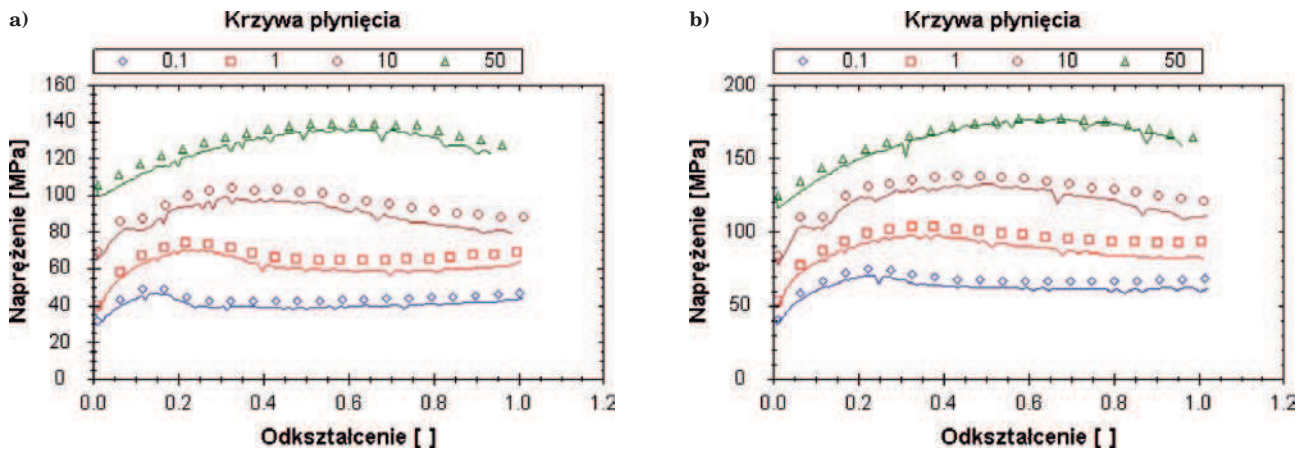 a)
Krzywa płynięcia
0.1 1 10 50
Naprężenie [MPa]
160
140
120
100
80
60
40
20
0
0.0 0.2 0.4 0.6 0.8 1.0 1.2
Odkształcenie [ ]
b)
Krzywa płynięcia
0.1 1 10 50
Naprężenie [MPa]
200
150
100
50
0
0.0 0.2 0.4 0.6 0.8 1.0 1.2
Odkształcenie [ ]